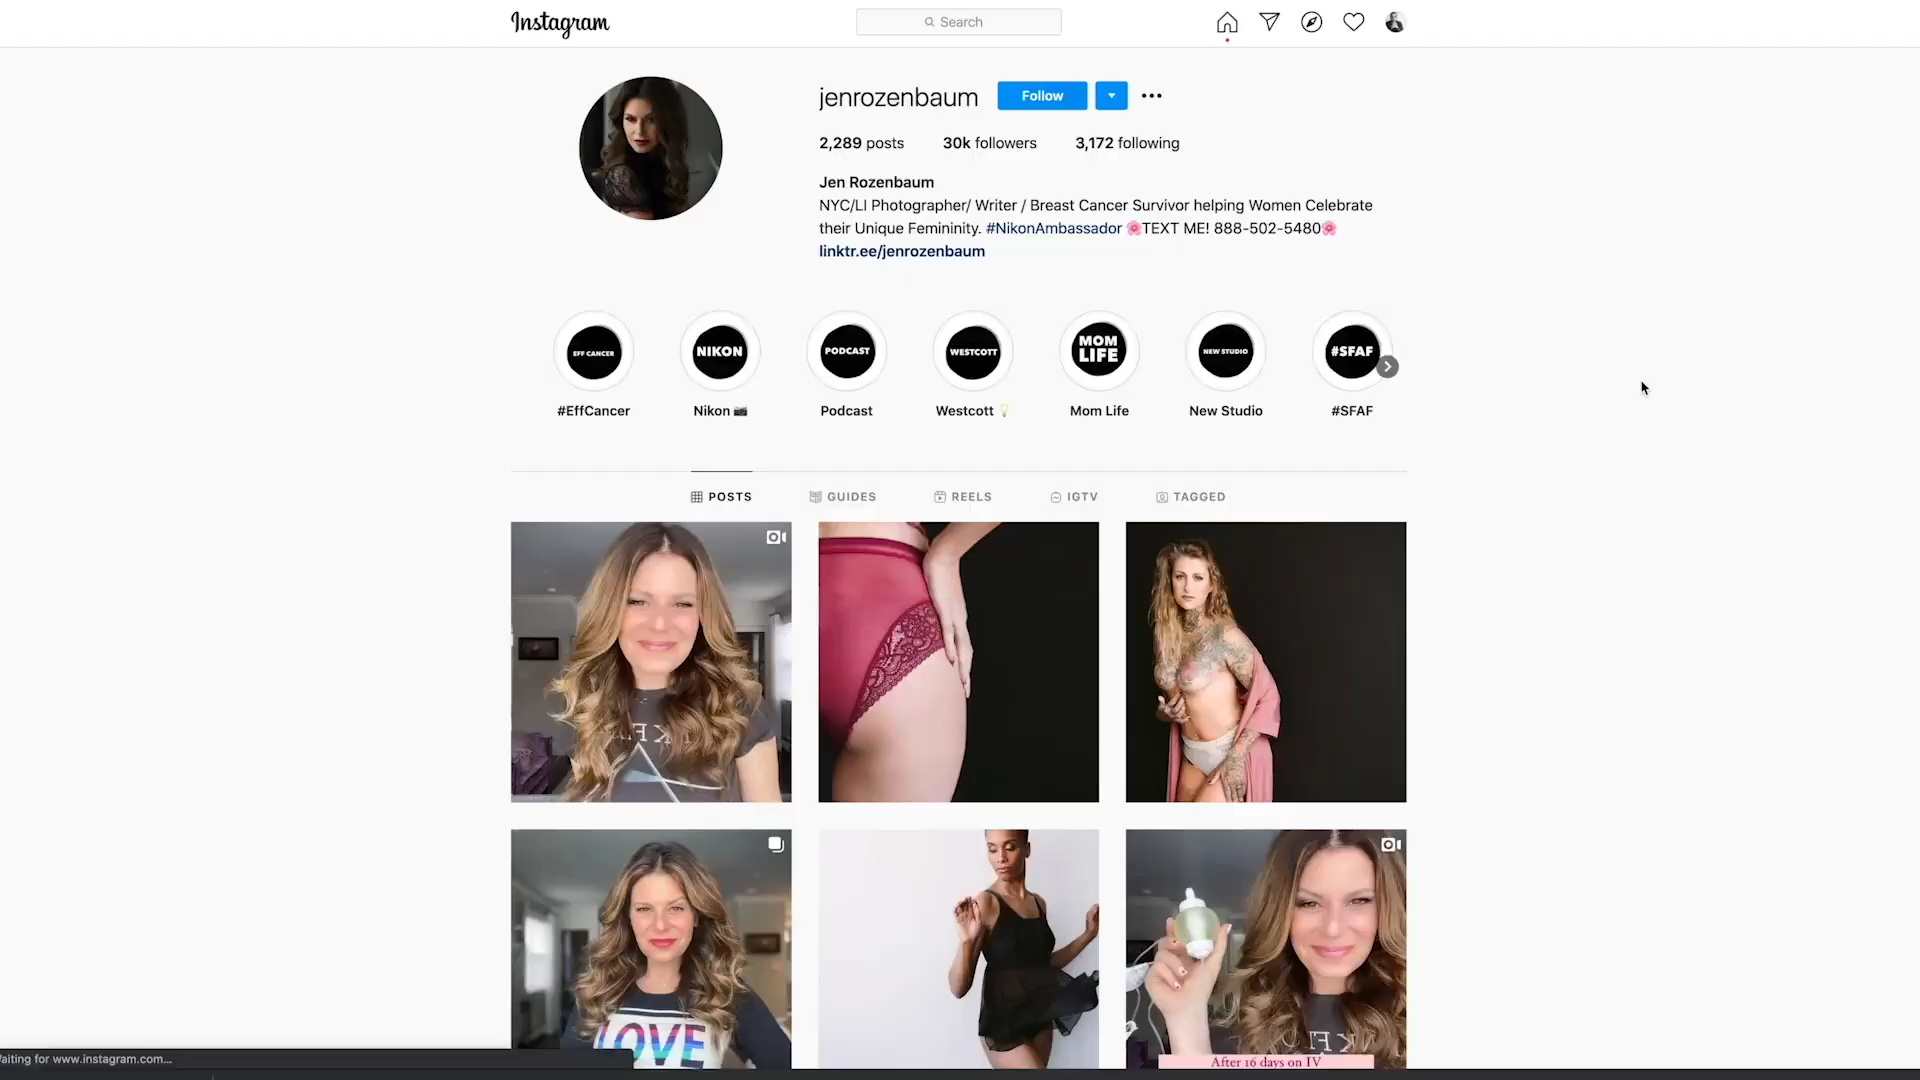 Instagram
Search
jenrozenbaum
Follow
2,289 posts 30k followers 3,172 following
Jen Rozenbaum
NYC/LI Photographer/ Writer / Breast Cancer Survivor helping Women Celebrate
their Unique Femininity. #NikonAmbassador 🌸TEXT ME! 888-502-5480🌸
linktr.ee/jenrozenbaum
EFF CANCER
NIKON
PODCAST
WESTCOTT
MOM
LIFE
NEW STUDIO
#SFAF
#EffCancer
Nikon 📷
Podcast
Westcott 💡
Mom Life
New Studio
#SFAF
POSTS
GUIDES
REELS
IGTV
TAGGED
LOVE
After 16 days on IV
aiting for www.instagram.com...